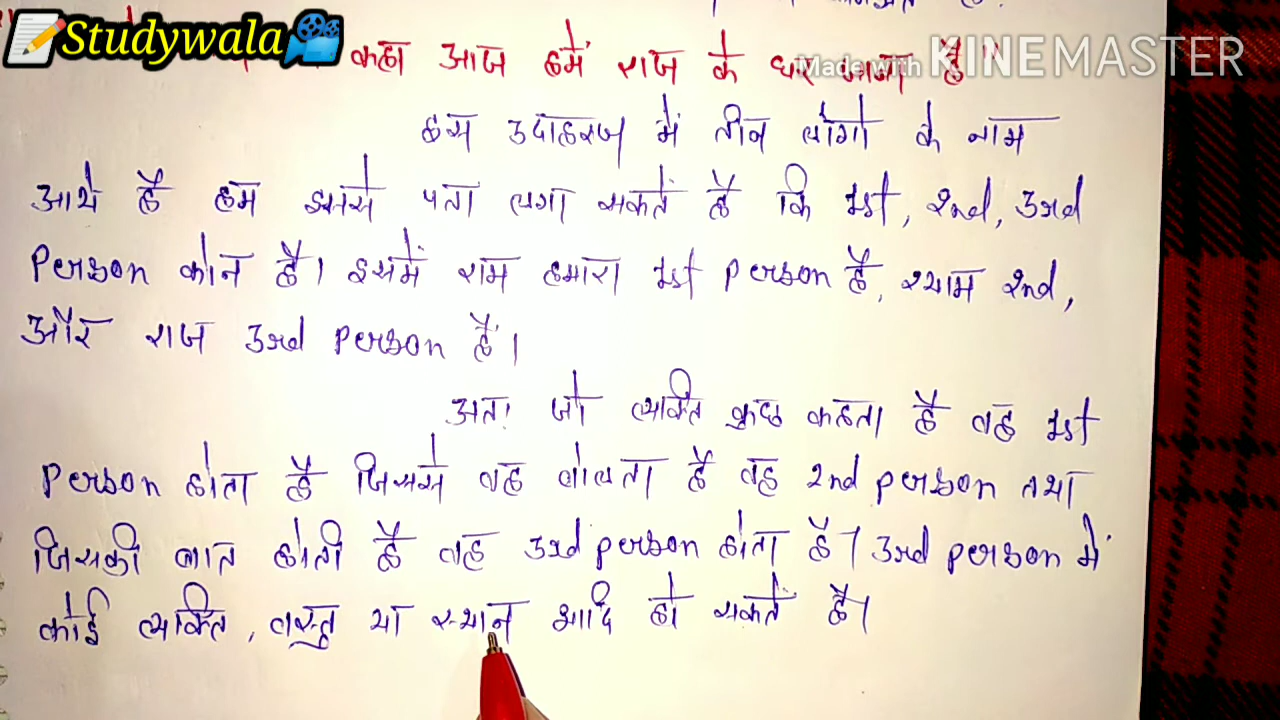 Studywala
कहा आज हमें राज के घर जाना है
Made with KINEMASTER
इस उदाहरण में तीन लोगो के नाम
आये है हम इससे पता लगा सकते है कि 1st, 2nd, 3rd
Person कोन है। इसमें राम हमारा 1st person है, श्याम 2nd,
और राज 3rd person है।
अतः जो व्यक्ति कुछ कहता है वह 1st
Person होता है जिससे वह बोलता है वह 2nd person तथा
जिसकी बात होती है वह 3rd person होता है। 3rd person में
कोई व्यक्ति, वस्तु या स्थान आदि हो सकते है।